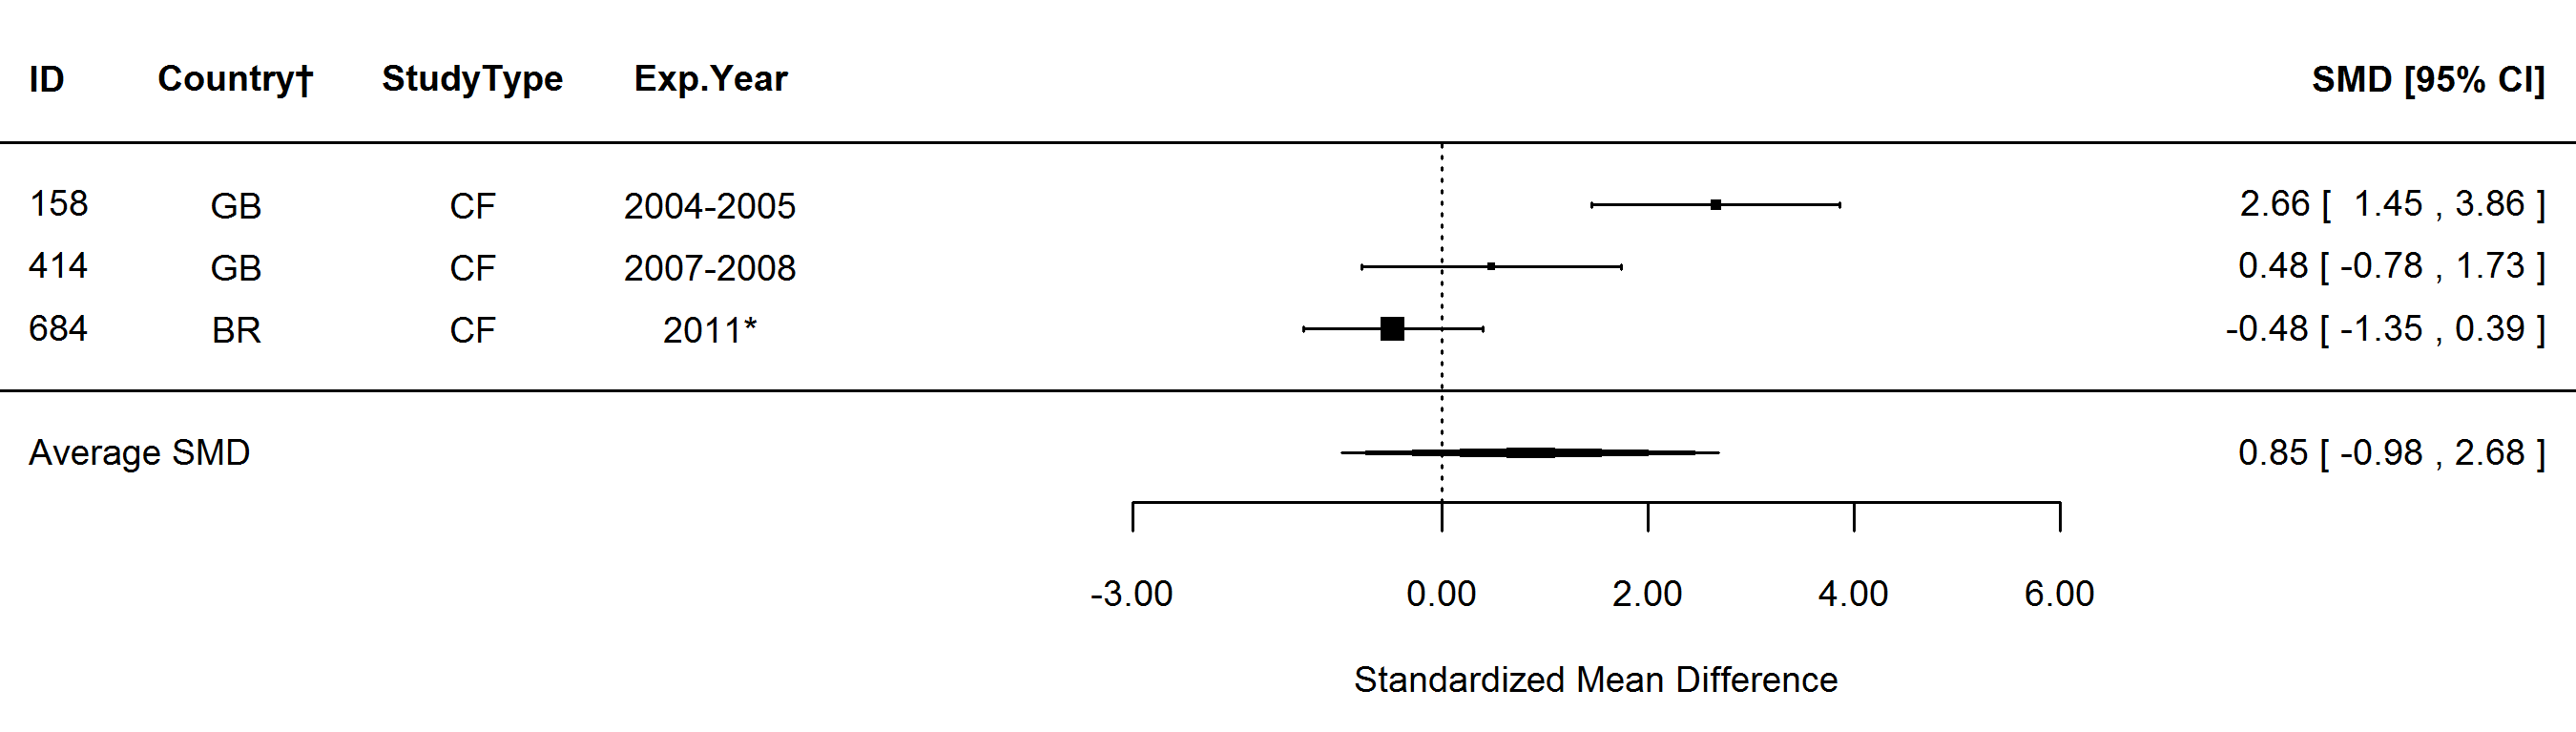 ID Country† StudyType Exp.Year SMD [95% CI]
158 GB CF 2004-2005 2.66 [ 1.45 , 3.86 ]
414 GB CF 2007-2008 0.48 [ -0.78 , 1.73 ]
684 BR CF 2011* -0.48 [ -1.35 , 0.39 ]
Average SMD 0.85 [ -0.98 , 2.68 ]
-3.00 0.00 2.00 4.00 6.00
Standardized Mean Difference